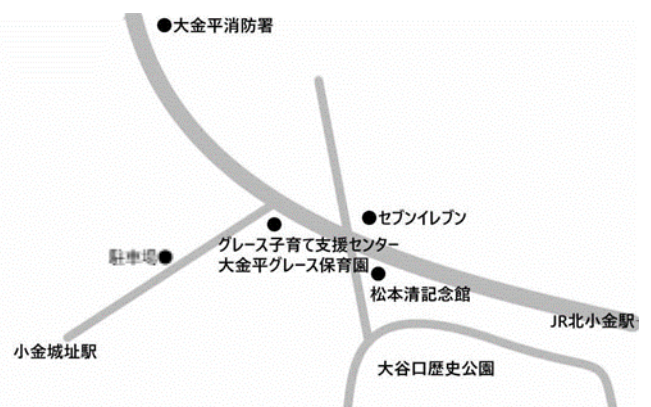 大金平消防署
セブンイレブン
グレース子育て支援センター
大金平グレース保育園
駐車場
松本清記念館
JR北小金駅
小金城址駅
大谷口歴史公園